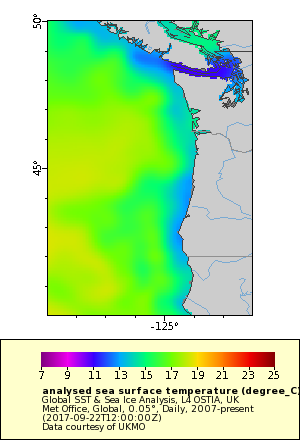 50°
45°
-125°
7 9 11 13 15 17 19 21 23 25
analysed sea surface temperature (degree_C)
Global SST & Sea Ice Analysis, L4 OSTIA, UK
Met Office, Global, 0.05°, Daily, 2007-present
(2017-09-22T12:00:00Z)
Data courtesy of UKMO